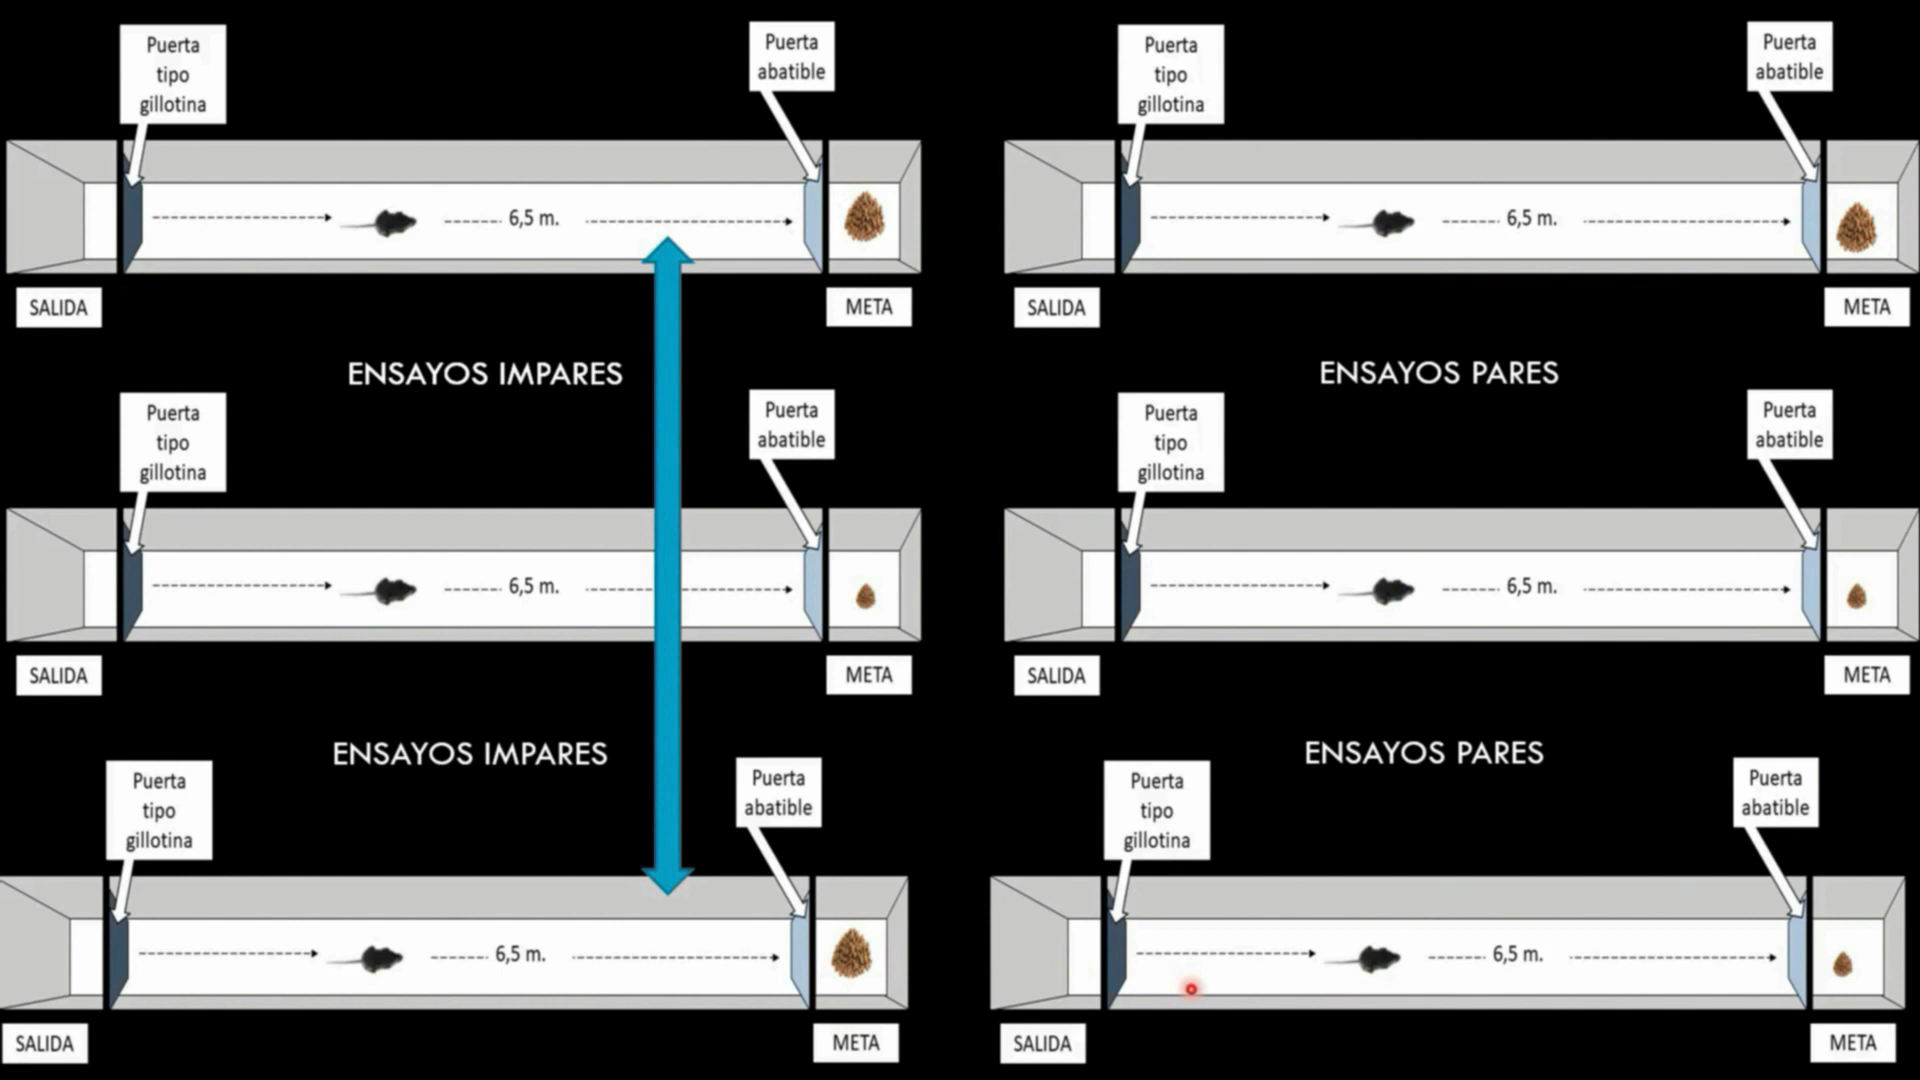 Puerta
tipo
gillotina
Puerta
abatible
6,5 m.
SALIDA
META
Puerta
tipo
gillotina
Puerta
abatible
6,5 m.
SALIDA
META
ENSAYOS IMPARES
ENSAYOS PARES
Puerta
tipo
gillotina
Puerta
abatible
6,5 m.
SALIDA
META
Puerta
tipo
gillotina
Puerta
abatible
6,5 m.
SALIDA
META
ENSAYOS IMPARES
ENSAYOS PARES
Puerta
tipo
gillotina
Puerta
abatible
6,5 m.
SALIDA
META
Puerta
tipo
gillotina
Puerta
abatible
6,5 m.
SALIDA
META